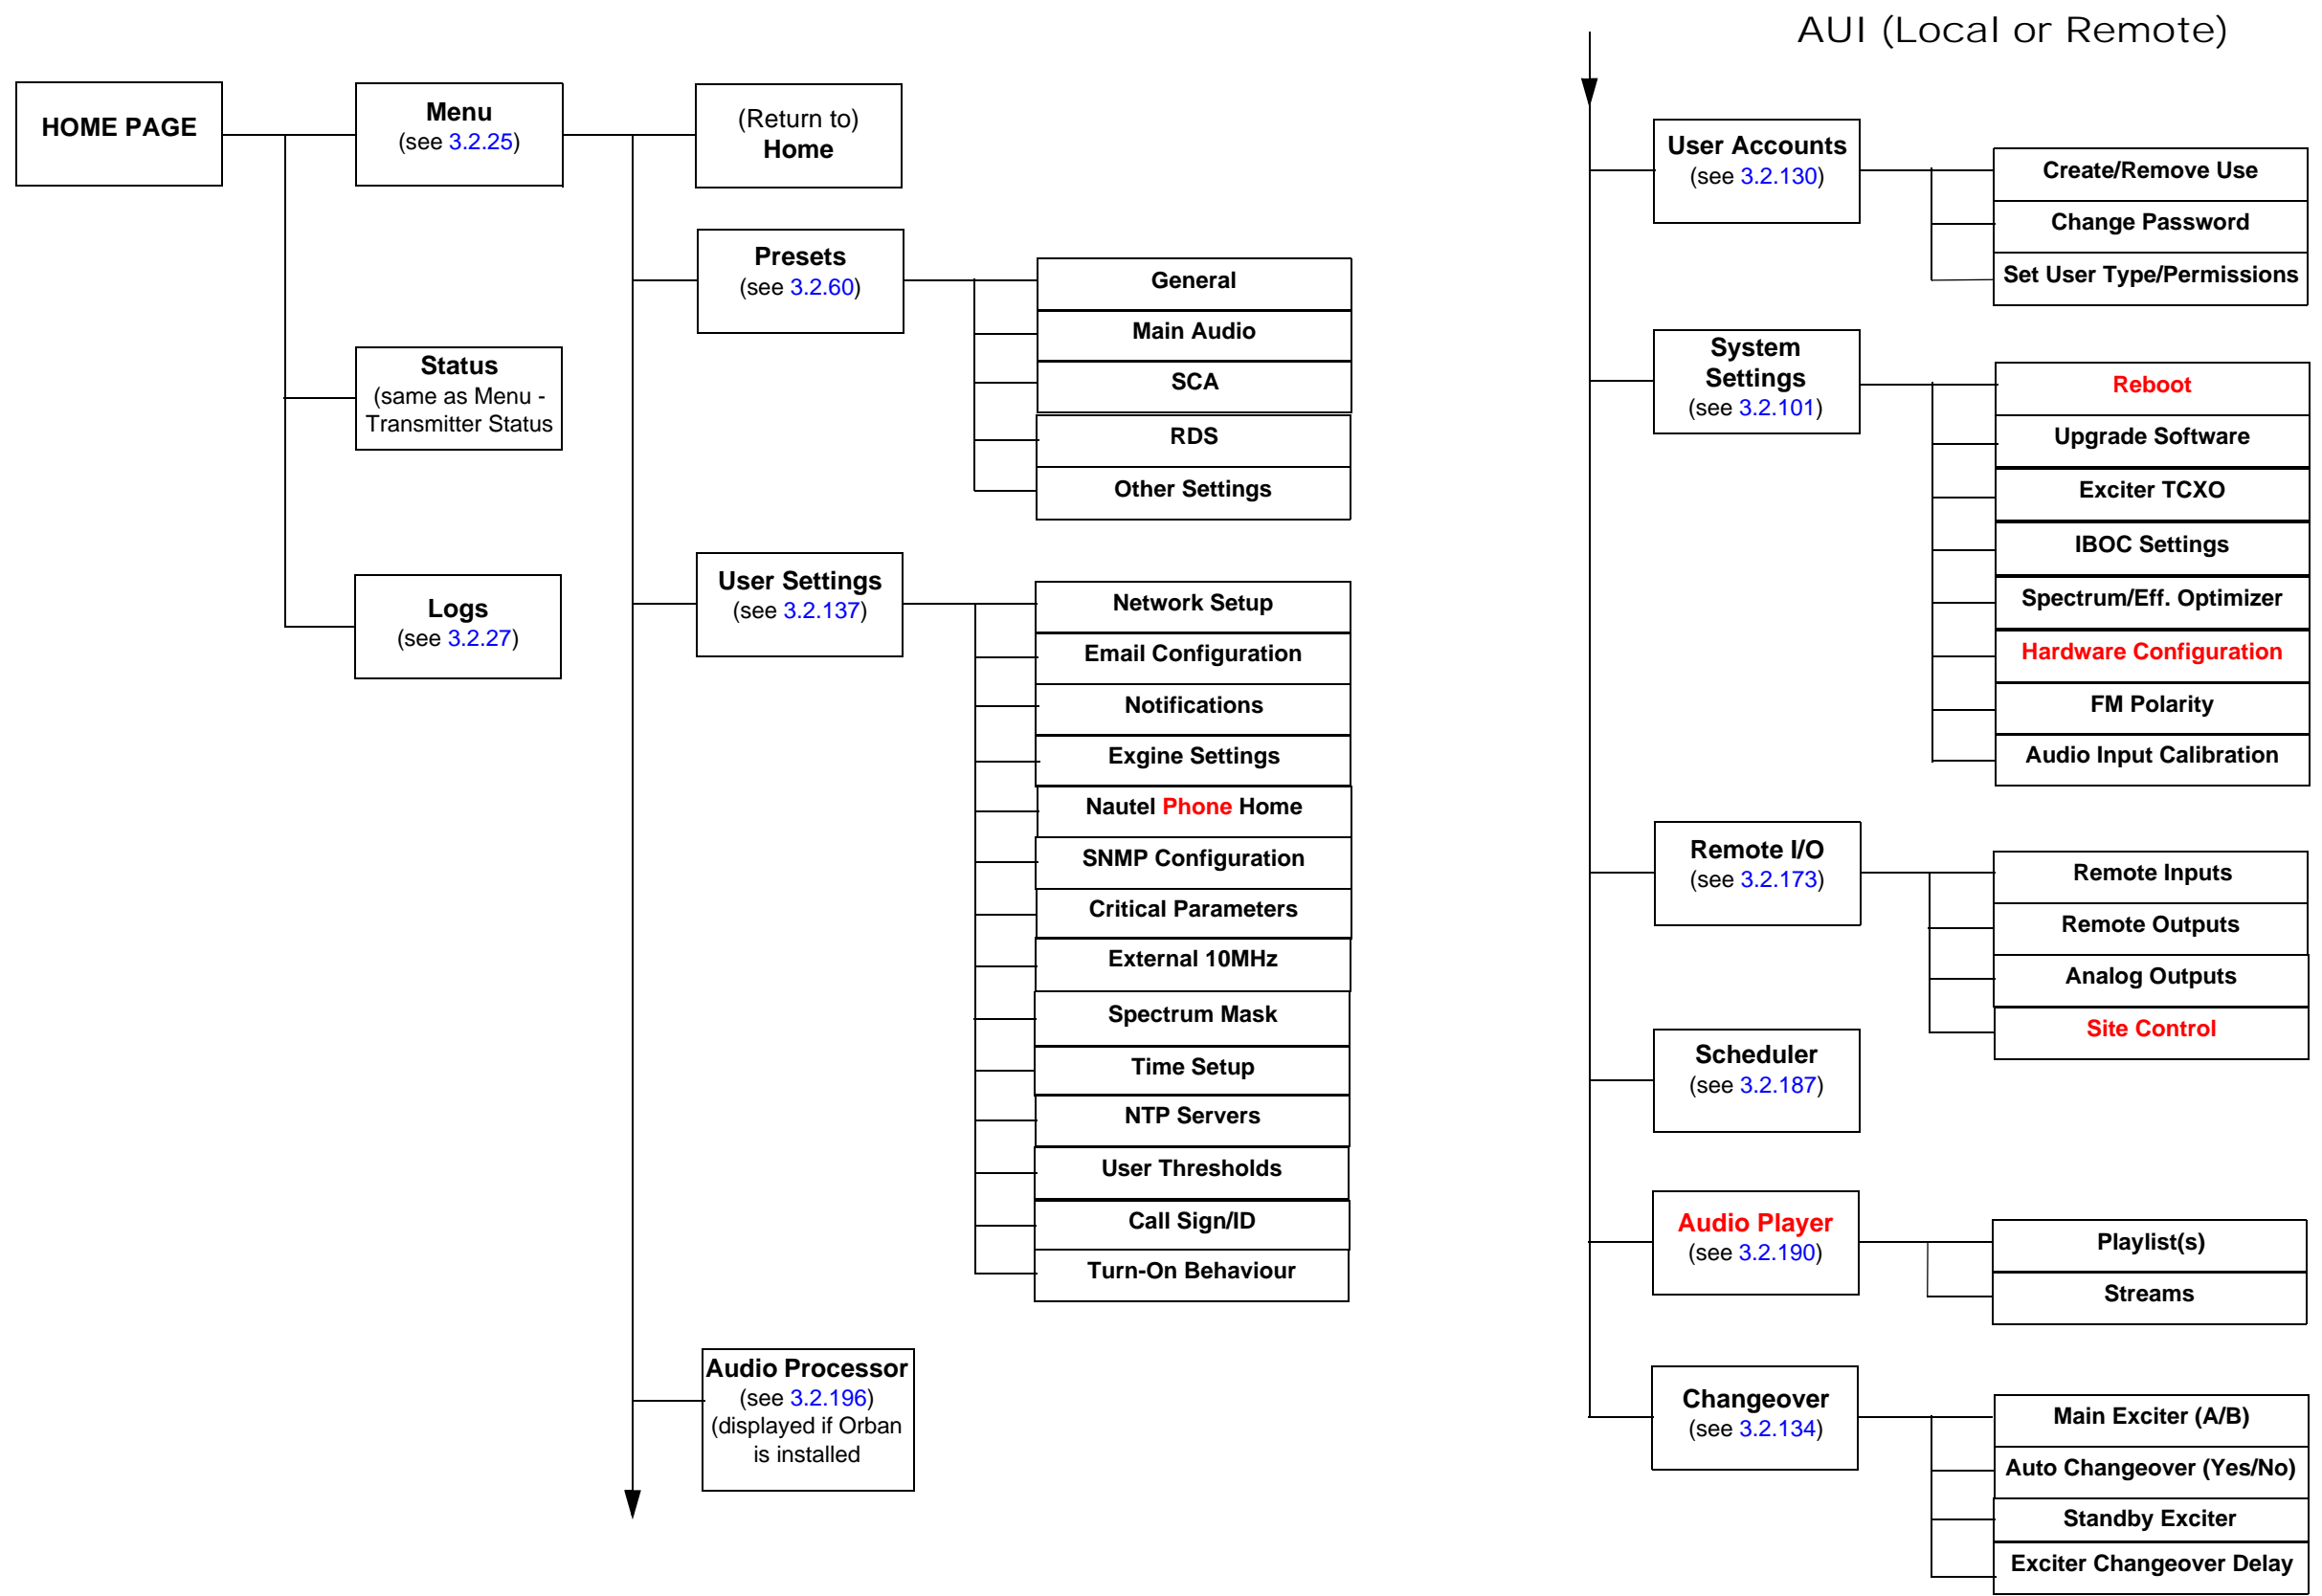 AUI (Local or Remote)
HOME PAGE
Menu
(see 3.2.25)
Status
(same as Menu -
Transmitter Status
Logs
(see 3.2.27)
(Return to)
Home
Presets
(see 3.2.60)
General
Main Audio
SCA
RDS
Other Settings
User Settings
(see 3.2.137)
Network Setup
Email Configuration
Notifications
Exgine Settings
Nautel Phone Home
SNMP Configuration
Critical Parameters
External 10MHz
Spectrum Mask
Time Setup
NTP Servers
User Thresholds
Call Sign/ID
Turn-On Behaviour
Audio Processor
(see 3.2.196)
(displayed if Orban
is installed
User Accounts
(see 3.2.130)
Create/Remove Use
Change Password
Set User Type/Permissions
System
Settings
(see 3.2.101)
Reboot
Upgrade Software
Exciter TCXO
IBOC Settings
Spectrum/Eff. Optimizer
Hardware Configuration
FM Polarity
Audio Input Calibration
Remote I/O
(see 3.2.173)
Remote Inputs
Remote Outputs
Analog Outputs
Site Control
Scheduler
(see 3.2.187)
Audio Player
(see 3.2.190)
Playlist(s)
Streams
Changeover
(see 3.2.134)
Main Exciter (A/B)
Auto Changeover (Yes/No)
Standby Exciter
Exciter Changeover Delay